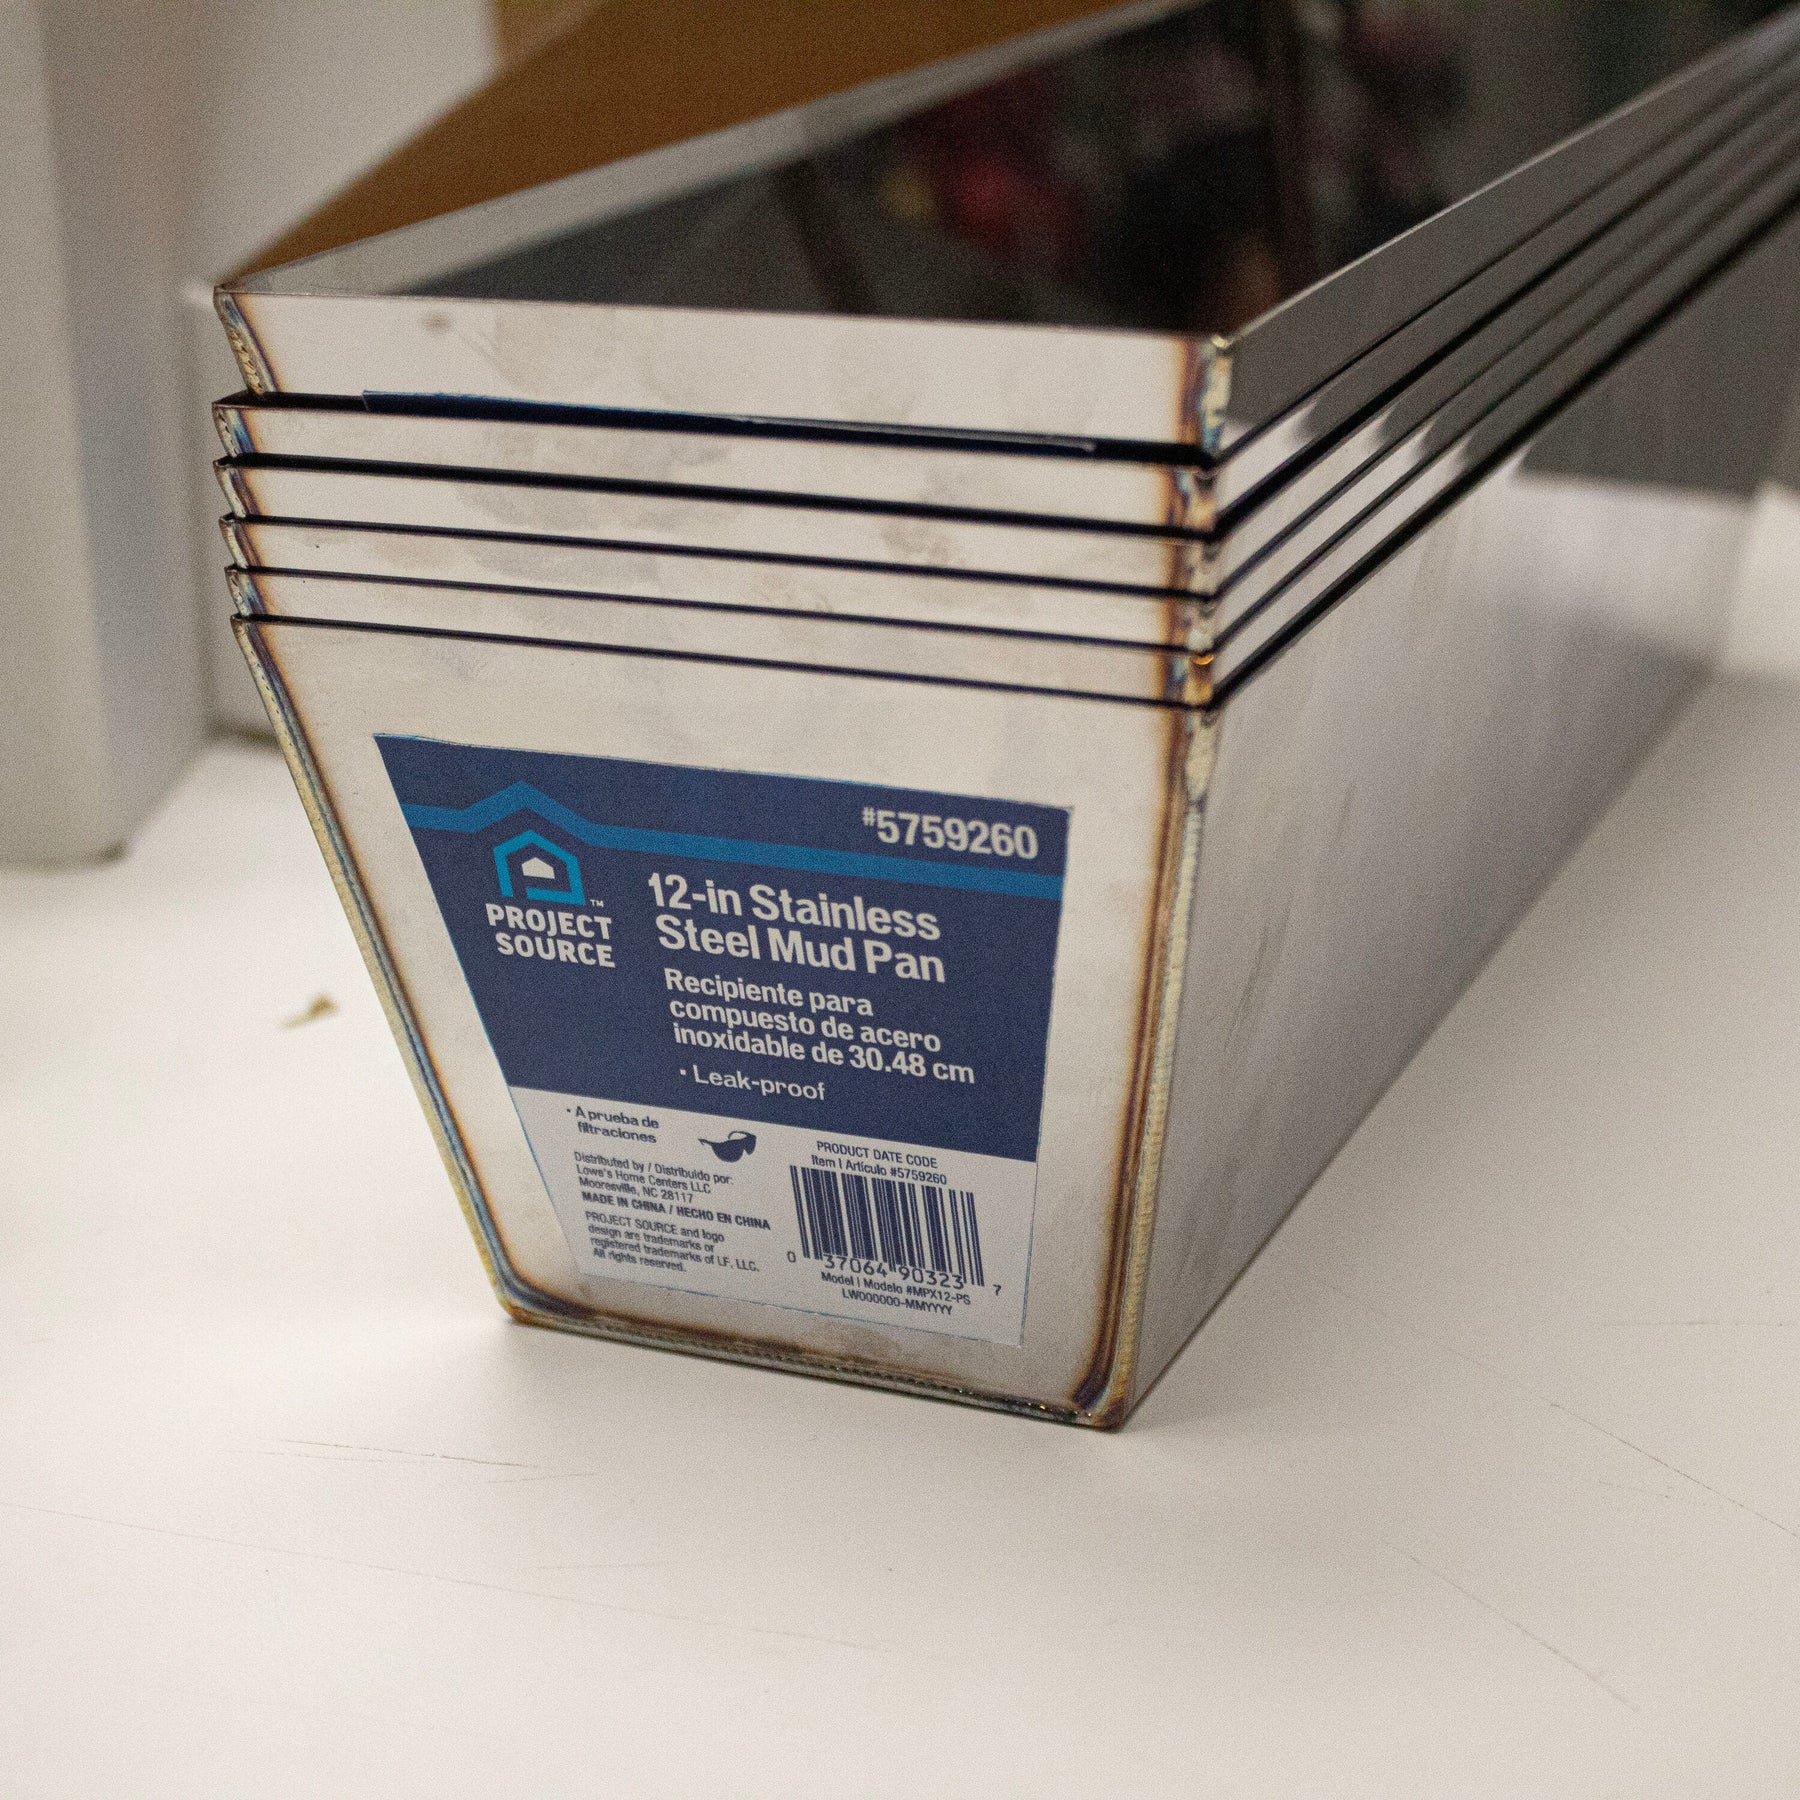 #5759260
PROJECT
SOURCE
™
12-in Stainless
Steel Mud Pan
Recipiente para
compuesto de acero
inoxidable de 30.48 cm
• Leak-proof
• A prueba de
filtraciones
Distributed by / Distribuido por:
Lowe's Home Centers LLC
Mooresville, NC 28117
MADE IN CHINA / HECHO EN CHINA
PROJECT SOURCE and logo
design are trademarks or
registered trademarks of LF, LLC.
All rights reserved.
PRODUCT DATE CODE
Item | Artículo #5759260
0 37064 90323 7
Model | Modelo #MPX12-PS
LW000000-MMYYYY